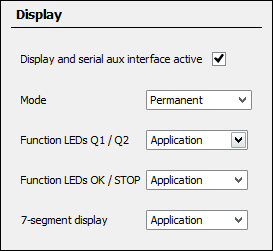 Display
Display and serial aux interface active
Mode Permanent
Function LEDs Q1 / Q2 Application
Function LEDs OK / STOP Application
7-segment display Application